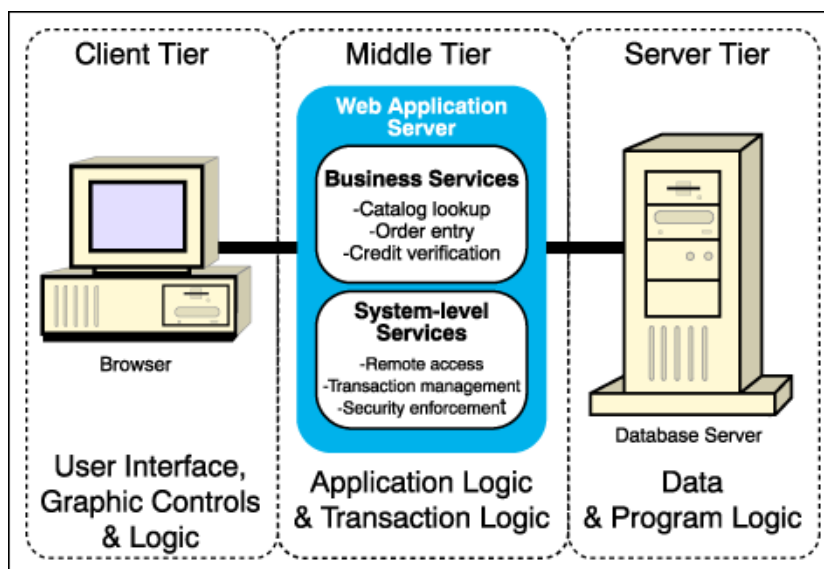 Client Tier
Browser
User Interface,
Graphic Controls
& Logic
Middle Tier
Web Application
Server
Business Services
-Catalog lookup
-Order entry
-Credit verification
System-level
Services
-Remote access
-Transaction management
-Security enforcement
Application Logic
& Transaction Logic
Server Tier
Database Server
Data
& Program Logic